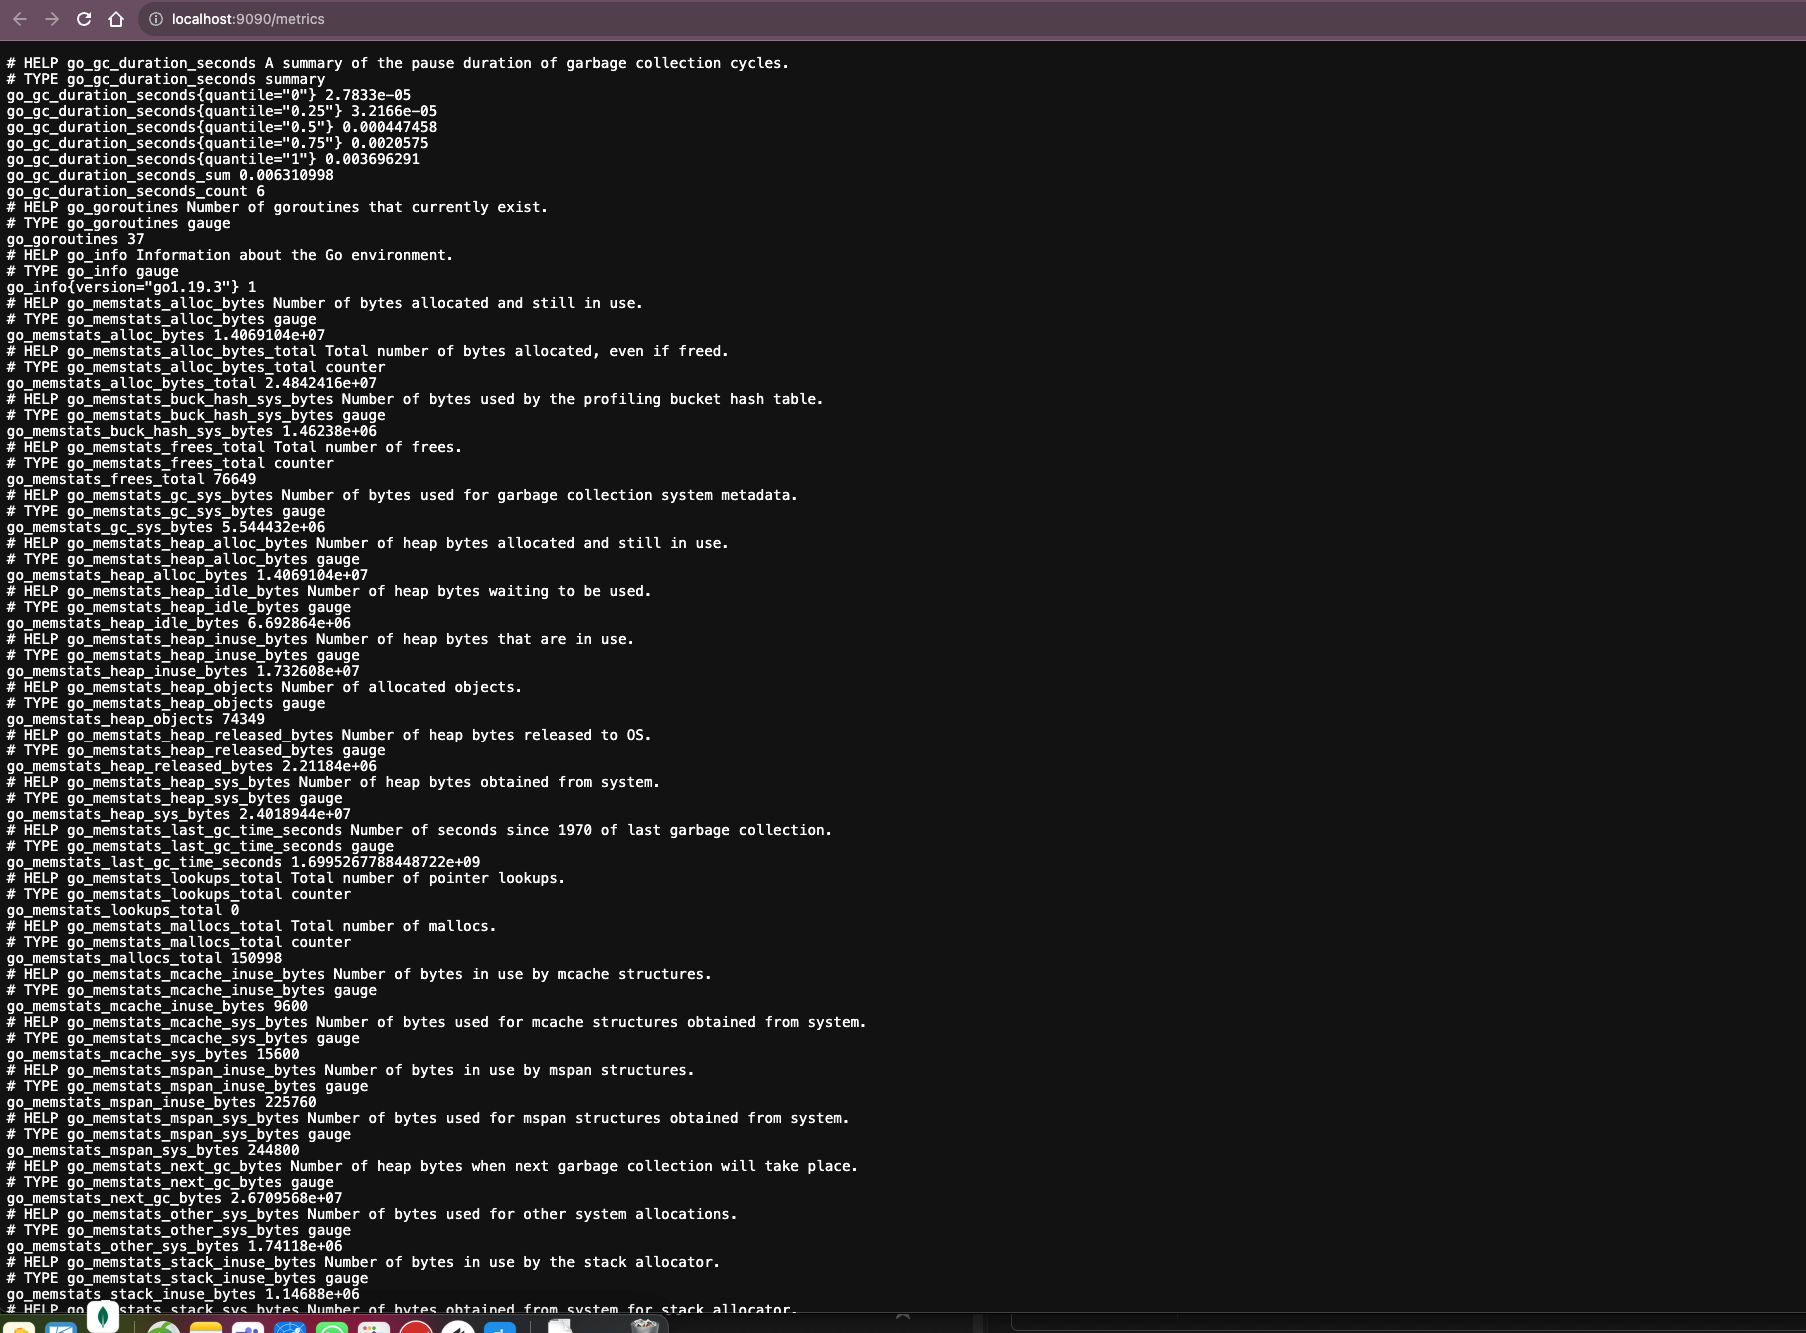 localhost:9090/metrics
# HELP go_gc_duration_seconds A summary of the pause duration of garbage collection cycles.
# TYPE go_gc_duration_seconds summary
go_gc_duration_seconds{quantile="0"} 2.7833e-05
go_gc_duration_seconds{quantile="0.25"} 3.2166e-05
go_gc_duration_seconds{quantile="0.5"} 0.000447458
go_gc_duration_seconds{quantile="0.75"} 0.0020575
go_gc_duration_seconds{quantile="1"} 0.003696291
go_gc_duration_seconds_sum 0.006310998
go_gc_duration_seconds_count 6
# HELP go_goroutines Number of goroutines that currently exist.
# TYPE go_goroutines gauge
go_goroutines 37
# HELP go_info Information about the Go environment.
# TYPE go_info gauge
go_info{version="go1.19.3"} 1
# HELP go_memstats_alloc_bytes Number of bytes allocated and still in use.
# TYPE go_memstats_alloc_bytes gauge
go_memstats_alloc_bytes 1.4069104e+07
# HELP go_memstats_alloc_bytes_total Total number of bytes allocated, even if freed.
# TYPE go_memstats_alloc_bytes_total counter
go_memstats_alloc_bytes_total 2.4842416e+07
# HELP go_memstats_buck_hash_sys_bytes Number of bytes used by the profiling bucket hash table.
# TYPE go_memstats_buck_hash_sys_bytes gauge
go_memstats_buck_hash_sys_bytes 1.46238e+06
# HELP go_memstats_frees_total Total number of frees.
# TYPE go_memstats_frees_total counter
go_memstats_frees_total 76649
# HELP go_memstats_gc_sys_bytes Number of bytes used for garbage collection system metadata.
# TYPE go_memstats_gc_sys_bytes gauge
go_memstats_gc_sys_bytes 5.544432e+06
# HELP go_memstats_heap_alloc_bytes Number of heap bytes allocated and still in use.
# TYPE go_memstats_heap_alloc_bytes gauge
go_memstats_heap_alloc_bytes 1.4069104e+07
# HELP go_memstats_heap_idle_bytes Number of heap bytes waiting to be used.
# TYPE go_memstats_heap_idle_bytes gauge
go_memstats_heap_idle_bytes 6.692864e+06
# HELP go_memstats_heap_inuse_bytes Number of heap bytes that are in use.
# TYPE go_memstats_heap_inuse_bytes gauge
go_memstats_heap_inuse_bytes 1.732608e+07
# HELP go_memstats_heap_objects Number of allocated objects.
# TYPE go_memstats_heap_objects gauge
go_memstats_heap_objects 74349
# HELP go_memstats_heap_released_bytes Number of heap bytes released to OS.
# TYPE go_memstats_heap_released_bytes gauge
go_memstats_heap_released_bytes 2.21184e+06
# HELP go_memstats_heap_sys_bytes Number of heap bytes obtained from system.
# TYPE go_memstats_heap_sys_bytes gauge
go_memstats_heap_sys_bytes 2.4018944e+07
# HELP go_memstats_last_gc_time_seconds Number of seconds since 1970 of last garbage collection.
# TYPE go_memstats_last_gc_time_seconds gauge
go_memstats_last_gc_time_seconds 1.6995267788448722e+09
# HELP go_memstats_lookups_total Total number of pointer lookups.
# TYPE go_memstats_lookups_total counter
go_memstats_lookups_total 0
# HELP go_memstats_mallocs_total Total number of mallocs.
# TYPE go_memstats_mallocs_total counter
go_memstats_mallocs_total 150998
# HELP go_memstats_mcache_inuse_bytes Number of bytes in use by mcache structures.
# TYPE go_memstats_mcache_inuse_bytes gauge
go_memstats_mcache_inuse_bytes 9600
# HELP go_memstats_mcache_sys_bytes Number of bytes used for mcache structures obtained from system.
# TYPE go_memstats_mcache_sys_bytes gauge
go_memstats_mcache_sys_bytes 15600
# HELP go_memstats_mspan_inuse_bytes Number of bytes in use by mspan structures.
# TYPE go_memstats_mspan_inuse_bytes gauge
go_memstats_mspan_inuse_bytes 225760
# HELP go_memstats_mspan_sys_bytes Number of bytes used for mspan structures obtained from system.
# TYPE go_memstats_mspan_sys_bytes gauge
go_memstats_mspan_sys_bytes 244800
# HELP go_memstats_next_gc_bytes Number of heap bytes when next garbage collection will take place.
# TYPE go_memstats_next_gc_bytes gauge
go_memstats_next_gc_bytes 2.6709568e+07
# HELP go_memstats_other_sys_bytes Number of bytes used for other system allocations.
# TYPE go_memstats_other_sys_bytes gauge
go_memstats_other_sys_bytes 1.74118e+06
# HELP go_memstats_stack_inuse_bytes Number of bytes in use by the stack allocator.
# TYPE go_memstats_stack_inuse_bytes gauge
go_memstats_stack_inuse_bytes 1.14688e+06
# HELP Number of bytes obtained from system for stack allocator.